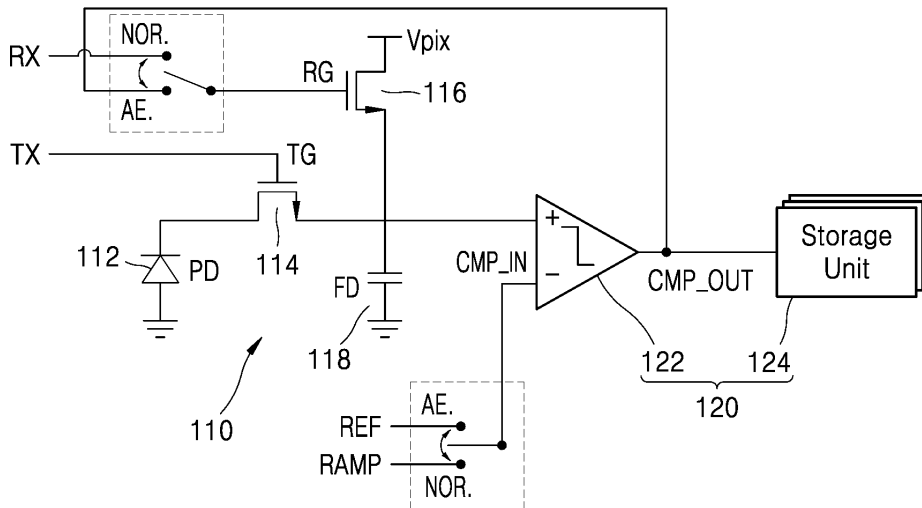 NOR.
RX
AE.
RG
Vpix
116
TX
TG
114
112
PD
FD
118
110
+
−
CMP_IN
CMP_OUT
Storage
Unit
122
124
120
AE.
REF
RAMP
NOR.